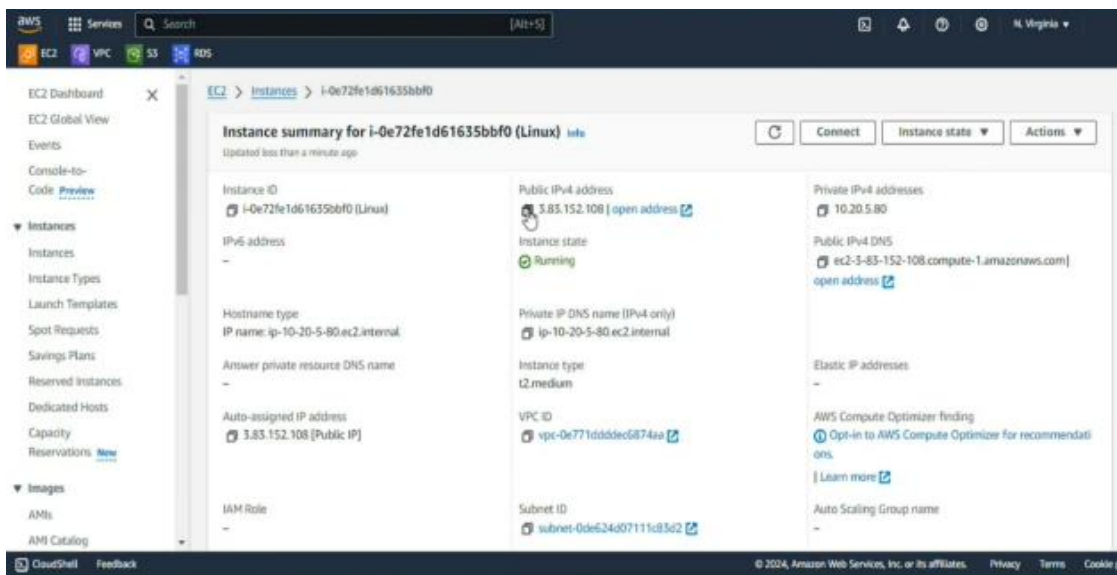 aws
Services
Search
[Alt+S]
N. Virginia
EC2
VPC
S3
RDS
EC2 Dashboard
EC2 Global View
Events
Console-to-
Code Preview
Instances
Instances
Instance Types
Launch Templates
Spot Requests
Savings Plans
Reserved Instances
Dedicated Hosts
Capacity
Reservations New
Images
AMIs
AMI Catalog
EC2 > Instances > i-0e72fe1d61635bbf0
Instance summary for i-0e72fe1d61635bbf0 (Linux) Info
Updated less than a minute ago
Connect
Instance state
Actions
Instance ID
i-0e72fe1d61635bbf0 (Linux)
Public IPv4 address
3.83.152.108 | open address
Private IPv4 addresses
10.20.5.80
IPv6 address
–
Instance state
Running
Public IPv4 DNS
ec2-3-83-152-108.compute-1.amazonaws.com |
open address
Hostname type
IP name: ip-10-20-5-80.ec2.internal
Private IP DNS name (IPv4 only)
ip-10-20-5-80.ec2.internal
Answer private resource DNS name
–
Instance type
t2.medium
Elastic IP addresses
–
Auto-assigned IP address
3.83.152.108 [Public IP]
VPC ID
vpc-0e771ddddec6874aa
AWS Compute Optimizer finding
Opt-in to AWS Compute Optimizer for recommendati
ons.
| Learn more
IAM Role
–
Subnet ID
subnet-0de624d07111c83d2
Auto Scaling Group name
–
CloudShell
Feedback
© 2024, Amazon Web Services, Inc. or its affiliates.
Privacy
Terms
Cookie